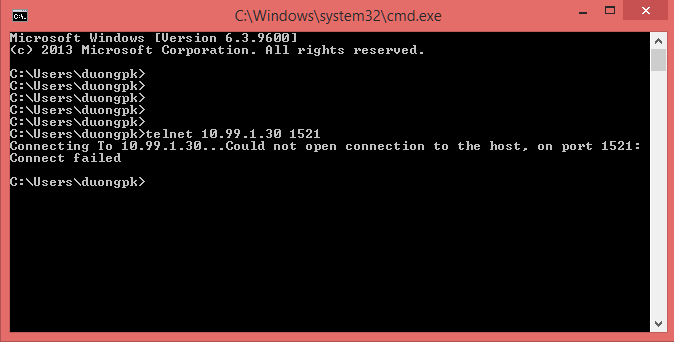 C:\Windows\system32\cmd.exe
Microsoft Windows [Version 6.3.9600]
(c) 2013 Microsoft Corporation. All rights reserved.
C:\Users\duongpk>
C:\Users\duongpk>
C:\Users\duongpk>
C:\Users\duongpk>
C:\Users\duongpk>
C:\Users\duongpk>telnet 10.99.1.30 1521
Connecting To 10.99.1.30...Could not open connection to the host, on port 1521:
Connect failed
C:\Users\duongpk>